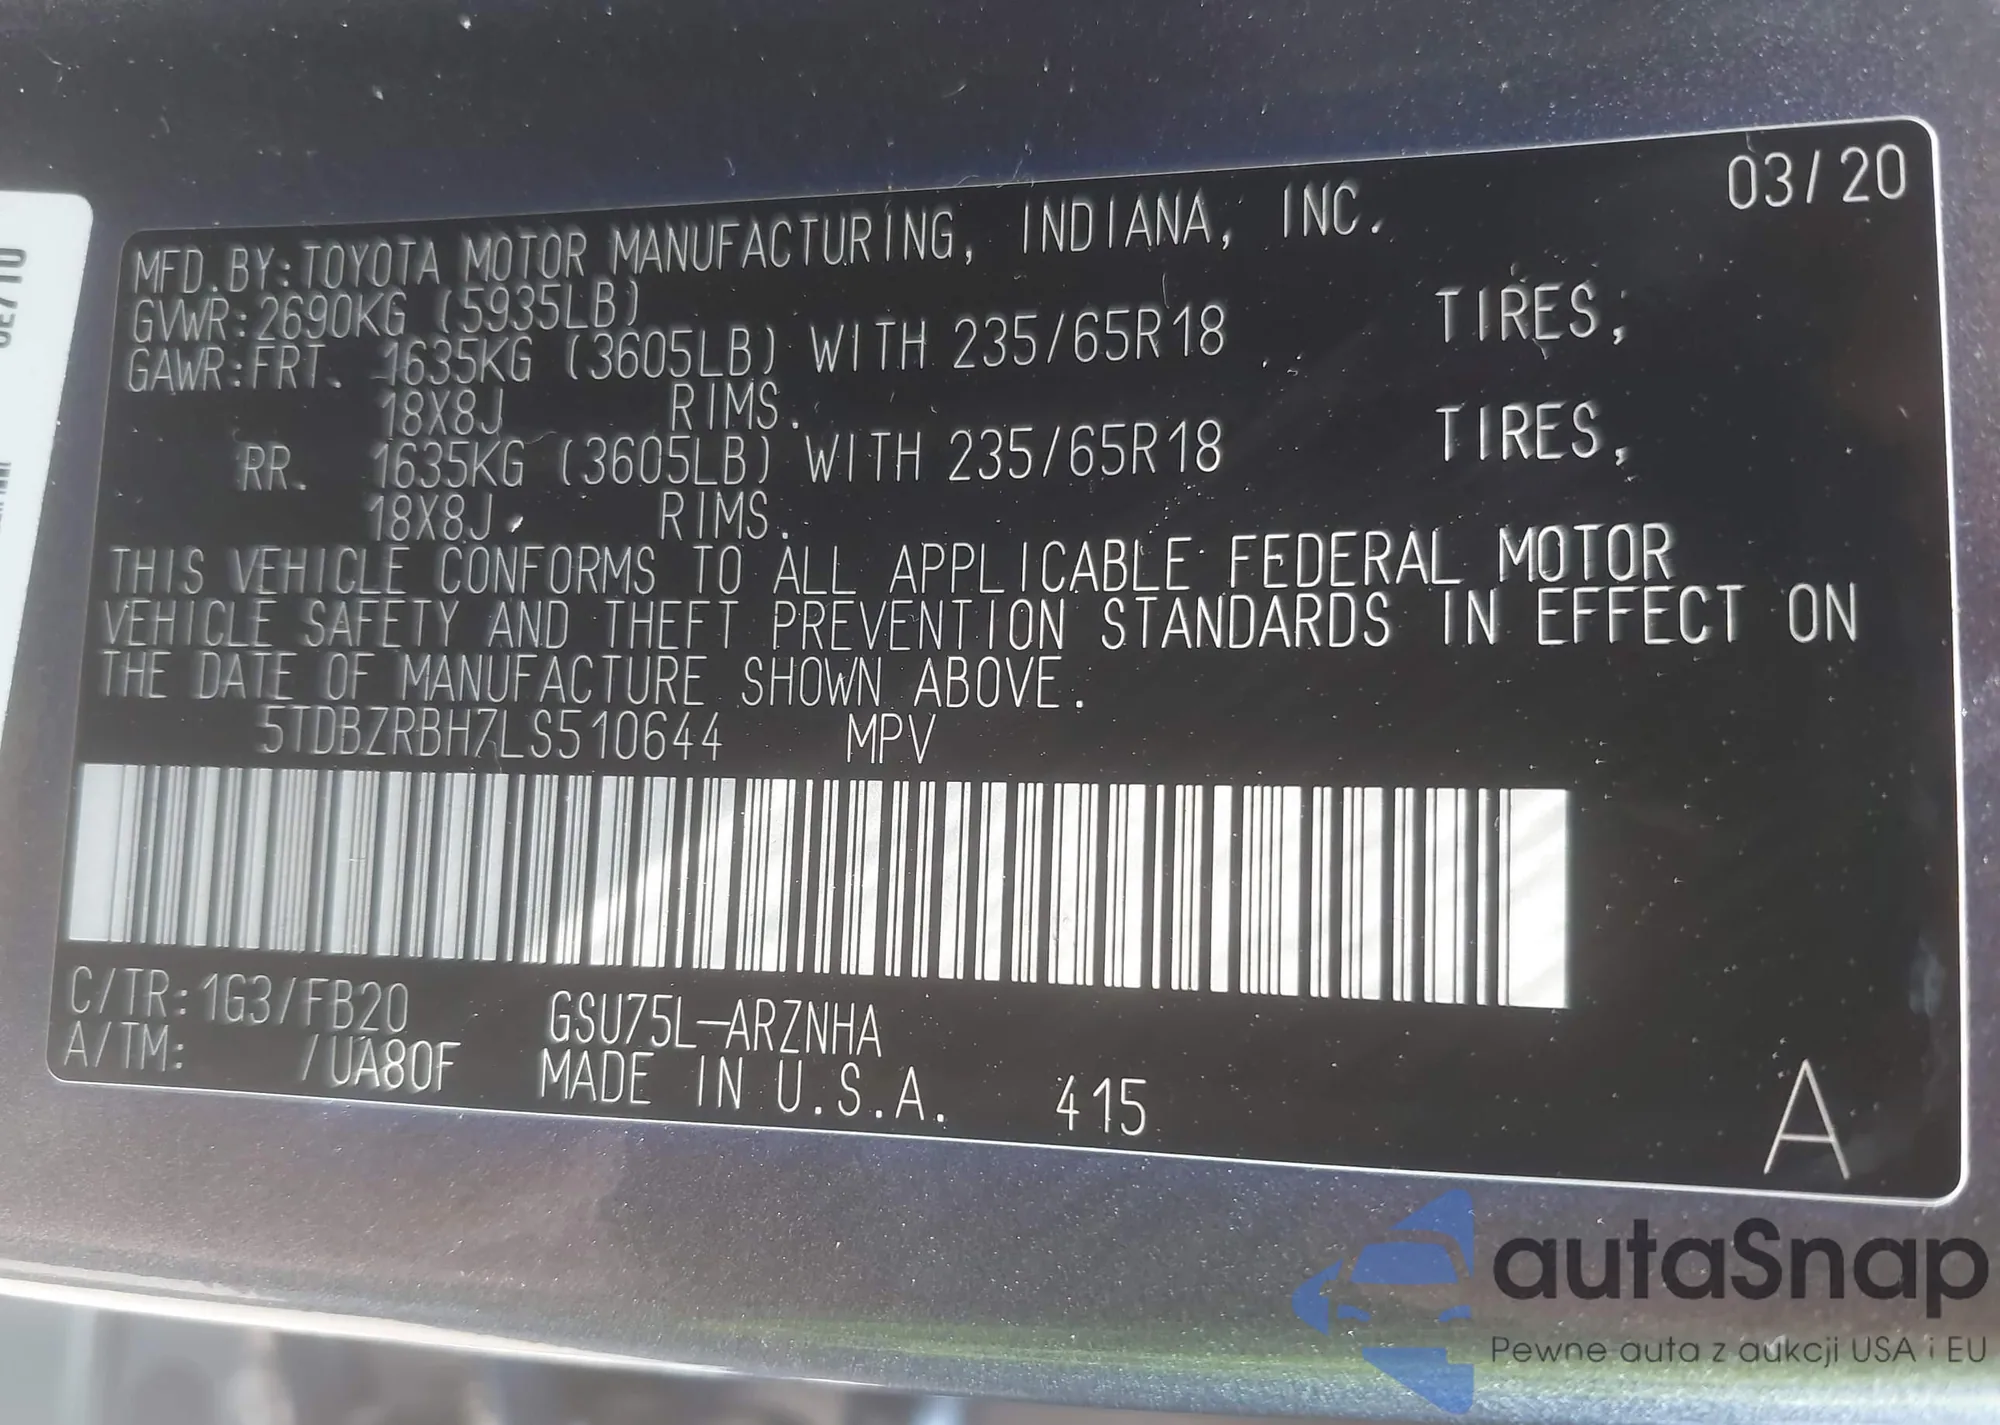 03/20
MFD.BY:TOYOTA MOTOR MANUFACTURING, INDIANA, INC.
GVWR:2690KG (5935LB)
GAWR:FRT. 1635KG (3605LB) WITH 235/65R18 TIRES,
18X8J RIMS.
RR. 1635KG (3605LB) WITH 235/65R18 TIRES,
18X8J RIMS.
THIS VEHICLE CONFORMS TO ALL APPLICABLE FEDERAL MOTOR
VEHICLE SAFETY AND THEFT PREVENTION STANDARDS IN EFFECT ON
THE DATE OF MANUFACTURE SHOWN ABOVE.
5TDBZRBH7LS510644 MPV
C/TR:1G3/FB20 GSU75L-ARZNHA
A/TM: /UA80F MADE IN U.S.A. 415
A
autaSnap
Pewne auta z aukcji USA i EU